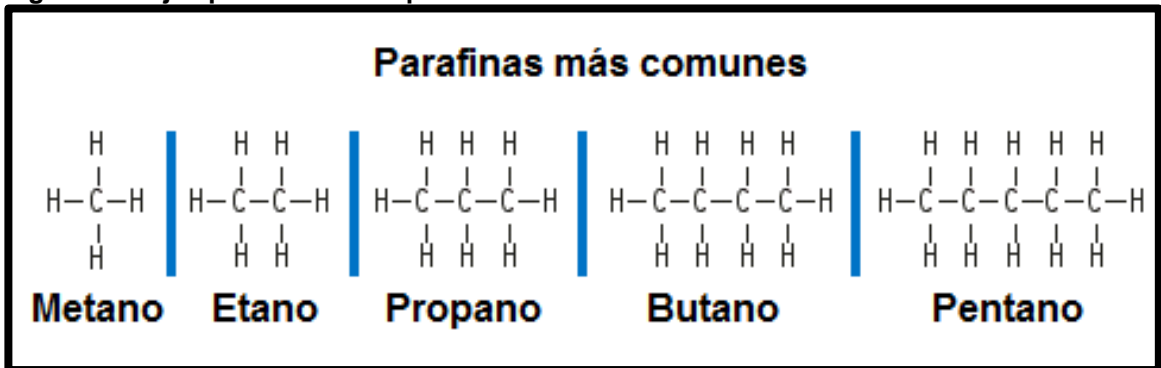 Parafinas más comunes
H H H H H H H H H H H H H H H
H–C–H H–C–C–H H–C–C–C–H H–C–C–C–C–H H–C–C–C–C–C–H
H H H H H H H H H H H H H H H
Metano Etano Propano Butano Pentano